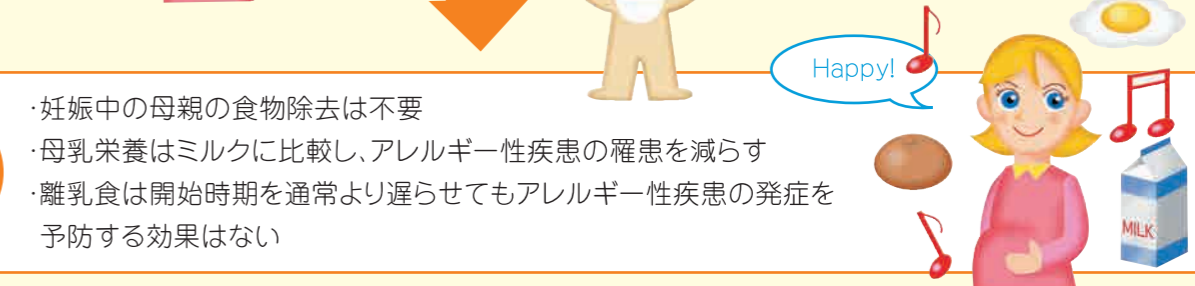 Happy!
·妊娠中の母親の食物除去は不要
·母乳栄養はミルクに比較し、アレルギー性疾患の罹患を減らす
·離乳食は開始時期を通常より遅らせてもアレルギー性疾患の発症を
予防する効果はない
MILK